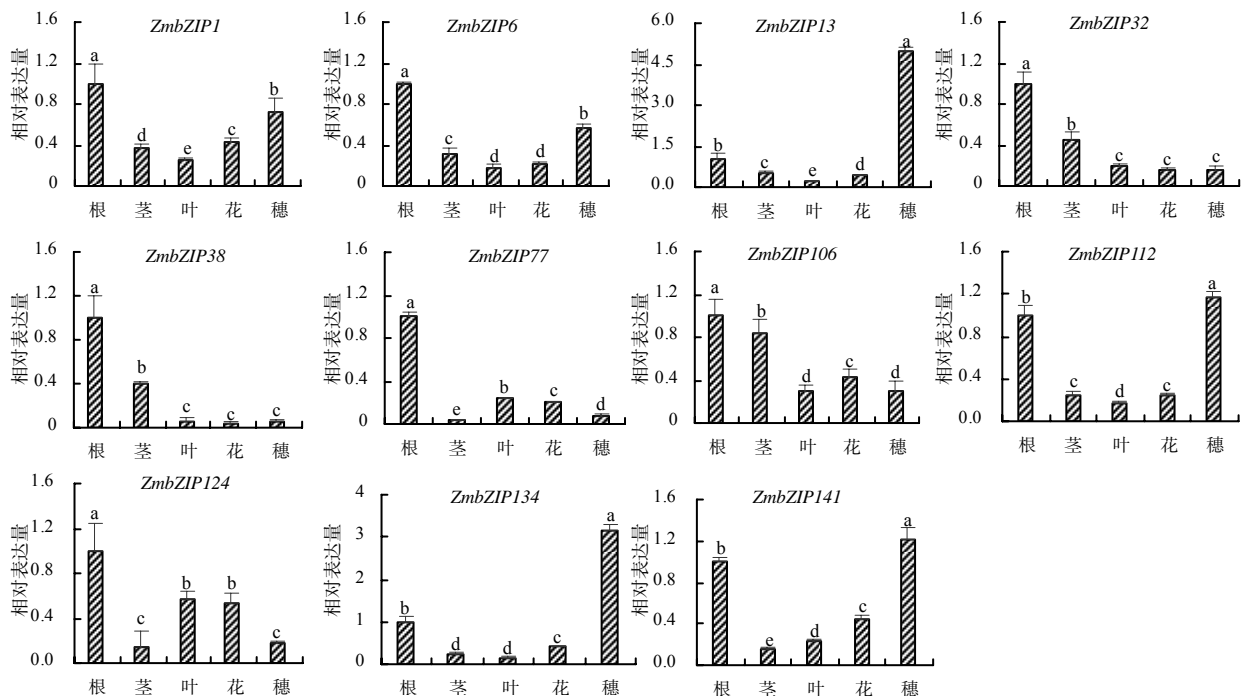 ZmbZIP1
相对表达量
1.6
1.2
0.8
0.4
0
a
d
e
c
b
根 茎 叶 花 穗
ZmbZIP6
相对表达量
1.6
1.2
0.8
0.4
0
a
c
d
d
b
根 茎 叶 花 穗
ZmbZIP13
相对表达量
6.0
4.5
3.0
1.5
0.0
b
c
e
d
a
根 茎 叶 花 穗
ZmbZIP32
相对表达量
1.6
1.2
0.8
0.4
0
a
b
c
c
c
根 茎 叶 花 穗
ZmbZIP38
相对表达量
1.6
1.2
0.8
0.4
0
a
b
c
c
c
根 茎 叶 花 穗
ZmbZIP77
相对表达量
1.6
1.2
0.8
0.4
0
a
e
b
c
d
根 茎 叶 花 穗
ZmbZIP106
相对表达量
1.6
1.2
0.8
0.4
0
a
b
d
c
d
根 茎 叶 花 穗
ZmbZIP112
相对表达量
1.6
1.2
0.8
0.4
0.0
b
c
d
c
a
根 茎 叶 花 穗
ZmbZIP124
相对表达量
1.6
1.2
0.8
0.4
0.0
a
c
b
b
c
根 茎 叶 花 穗
ZmbZIP134
相对表达量
4
3
2
1
0
b
d
d
c
a
根 茎 叶 花 穗
ZmbZIP141
相对表达量
1.6
1.2
0.8
0.4
0.0
b
e
d
c
a
根 茎 叶 花 穗